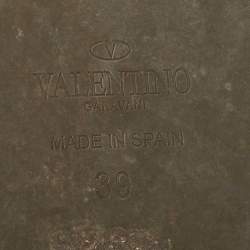 V
VALENTINO
GARAVANI
MADE IN SPAIN
39